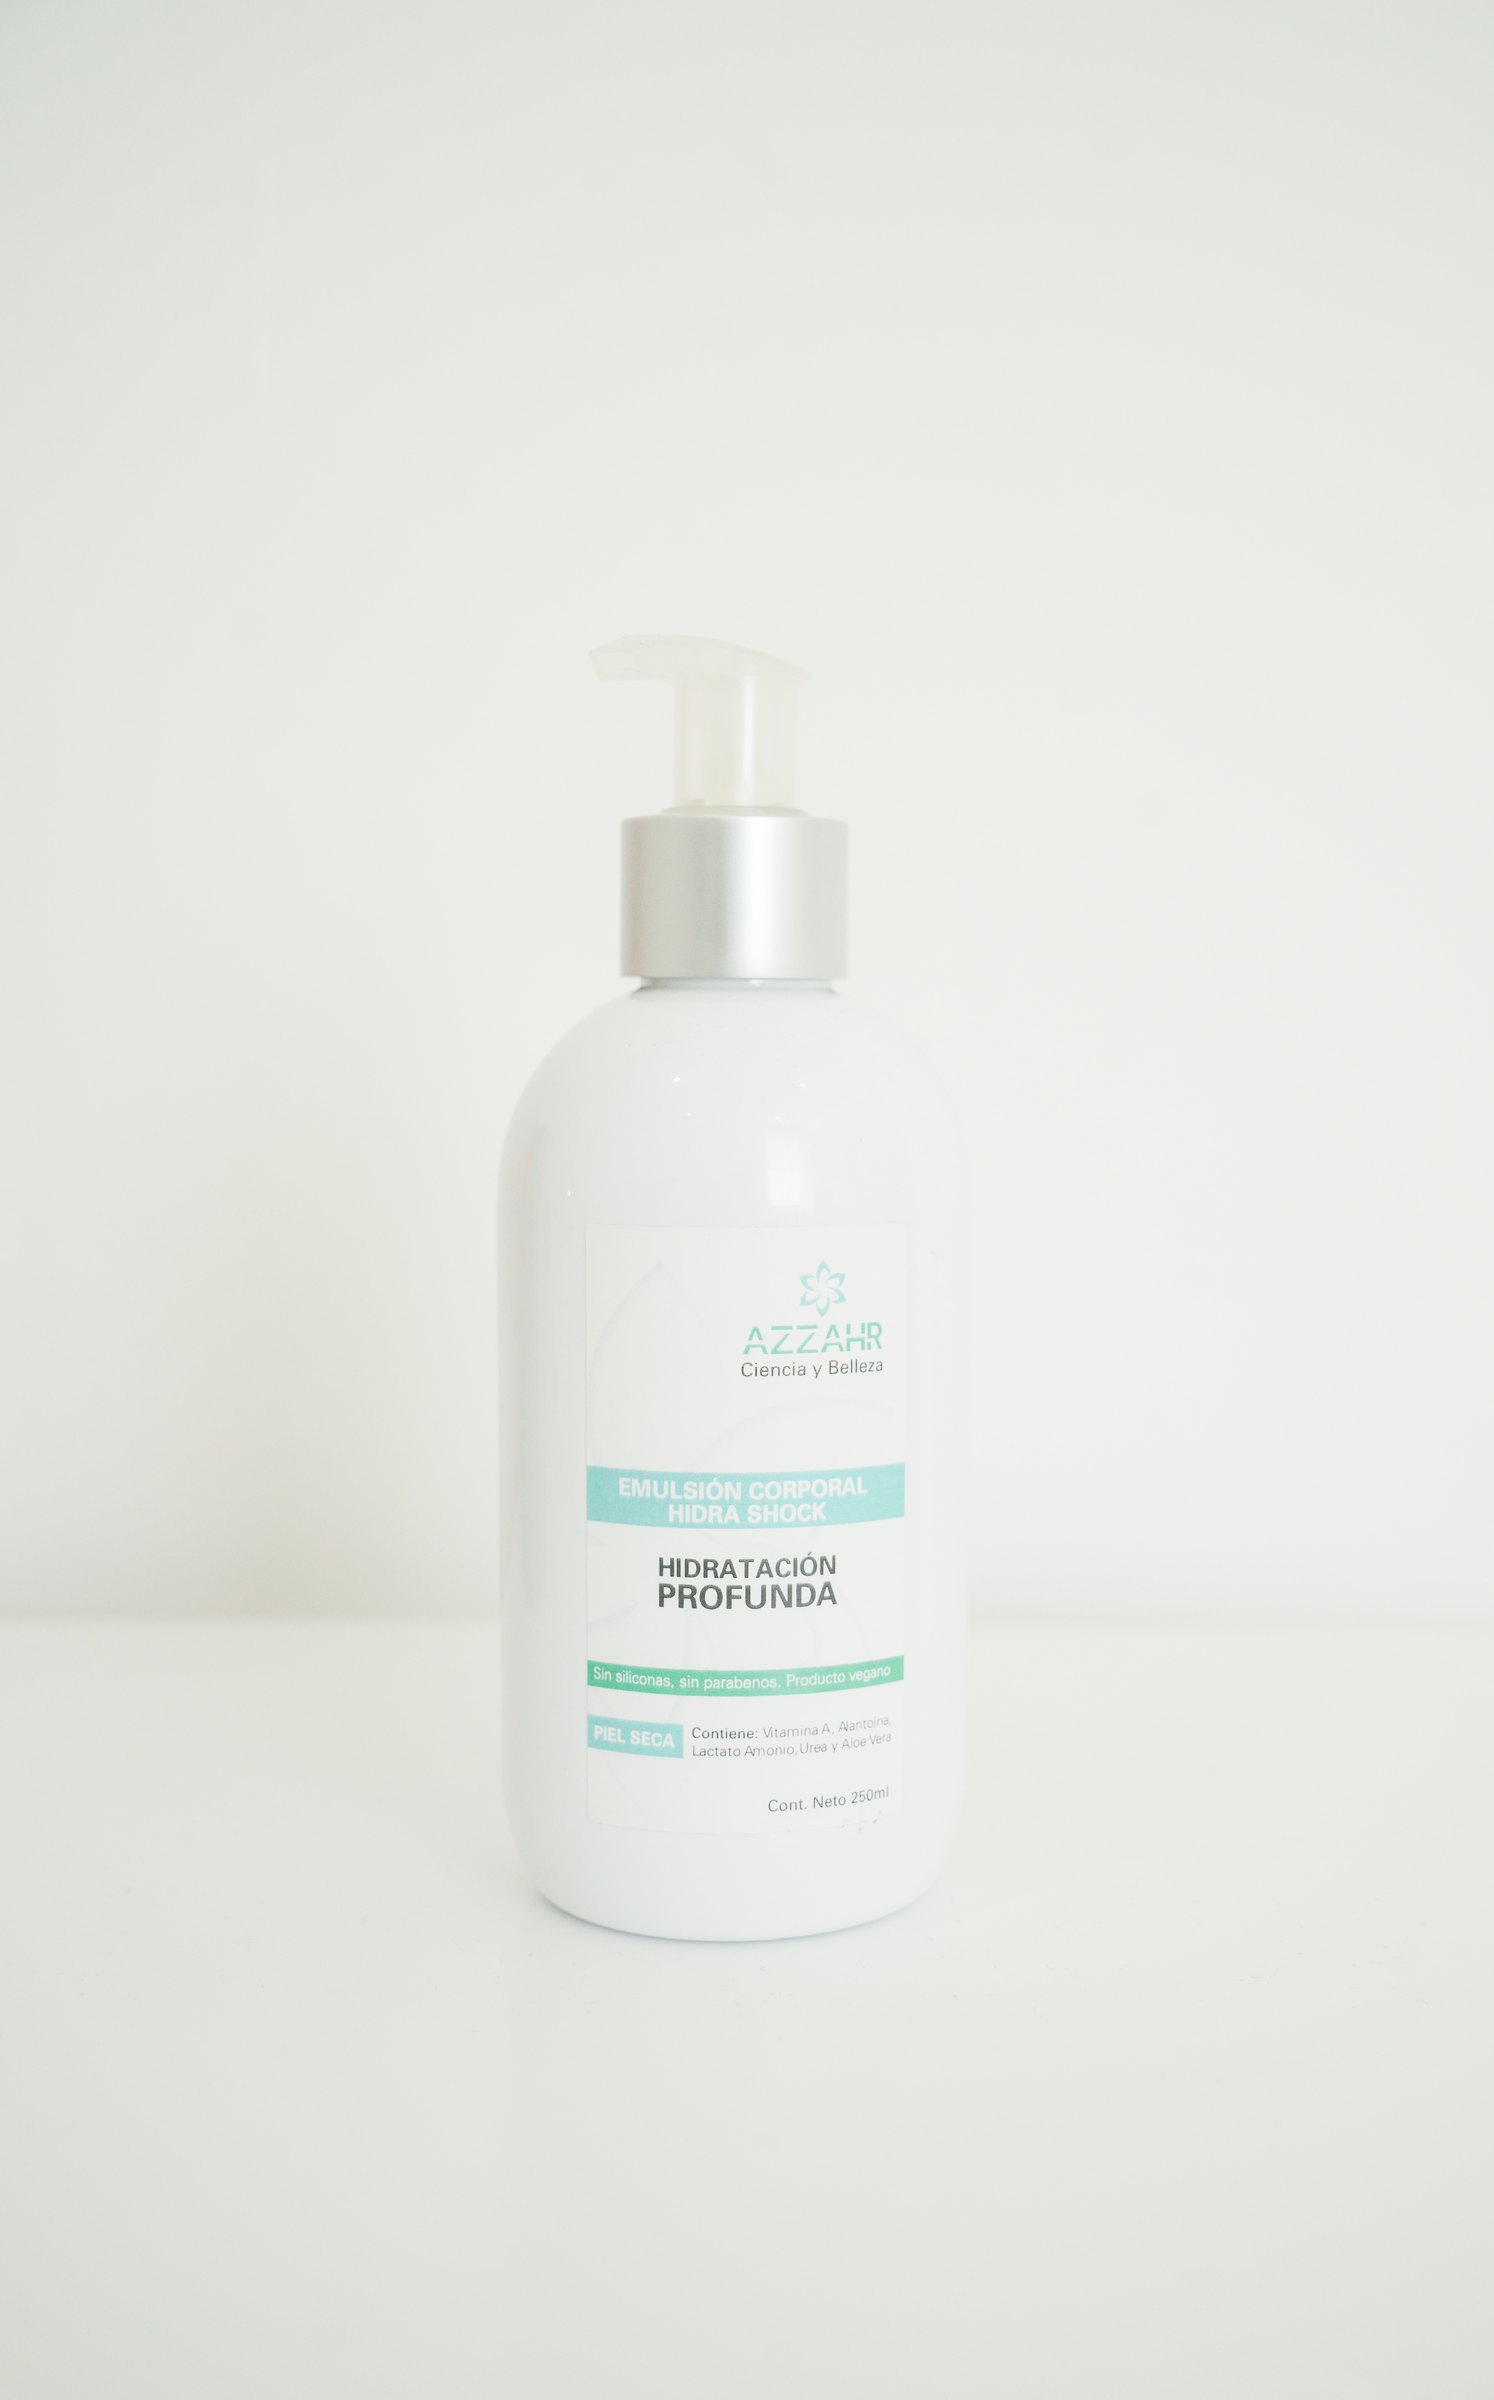 AZZAHR
Ciencia y Belleza
EMULSIÓN CORPORAL
HIDRA SHOCK
HIDRATACIÓN
PROFUNDA
Sin siliconas, sin parabenos. Producto vegano
PIEL SECA
Contiene: Vitamina A, Alantoina,
Lactato Amonio, Urea y Aloe Vera
Cont. Neto 250ml